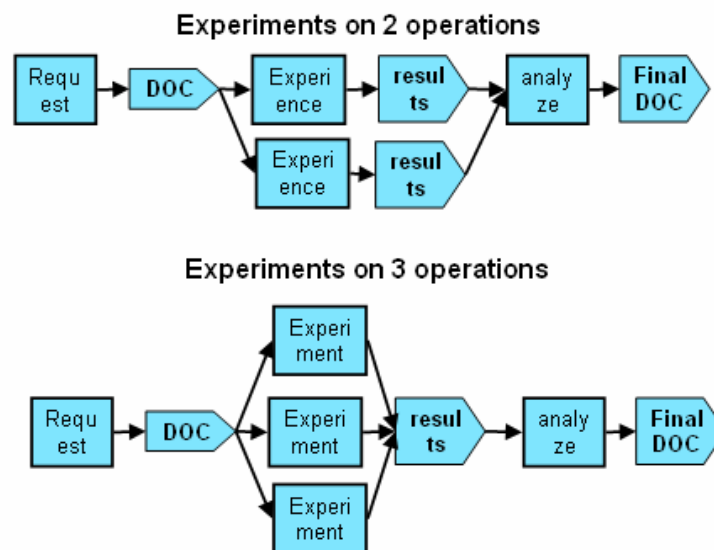 Experiments on 2 operations
Requ
est
DOC
Experi
ence
resul
ts
analy
ze
Final
DOC
Experi
ence
resul
ts
Experiments on 3 operations
Experi
ment
Requ
est
DOC
Experi
ment
resul
ts
analy
ze
Final
DOC
Experi
ment